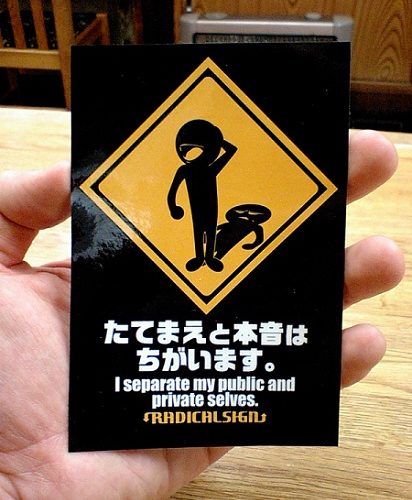 たてまえと本音は
ちがいます。
I separate my public and
private selves.
RADICALSIGN